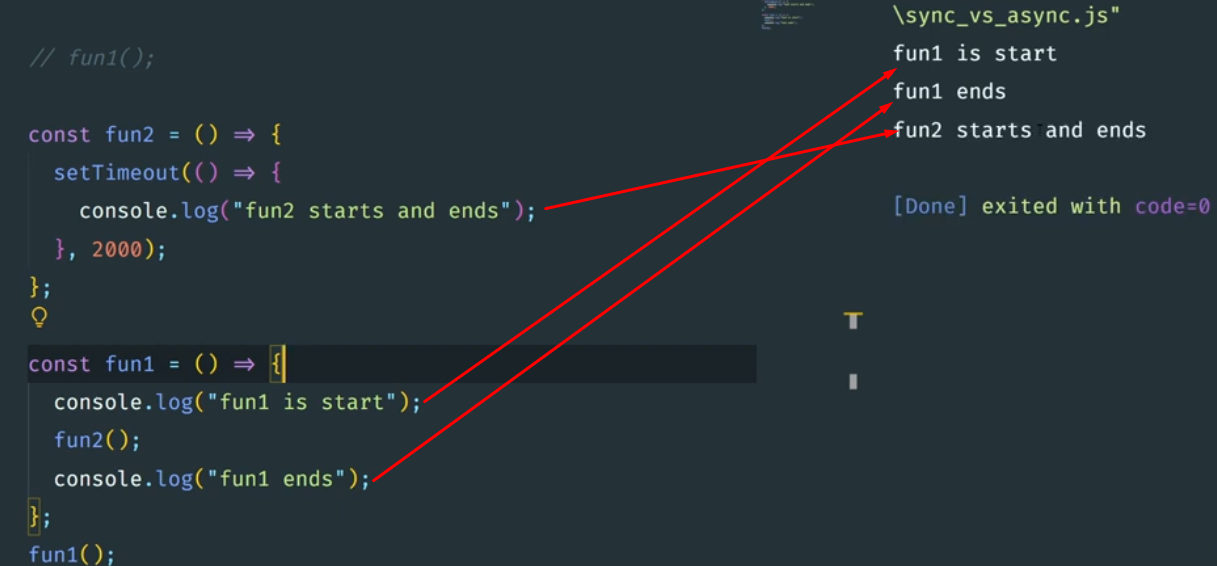 // fun1();
const fun2 = () => {
setTimeout(() => {
console.log("fun2 starts and ends");
}, 2000);
};
const fun1 = () => {
console.log("fun1 is start");
fun2();
console.log("fun1 ends");
};
fun1();
\sync_vs_async.js"
fun1 is start
fun1 ends
fun2 starts and ends
[Done] exited with code=0